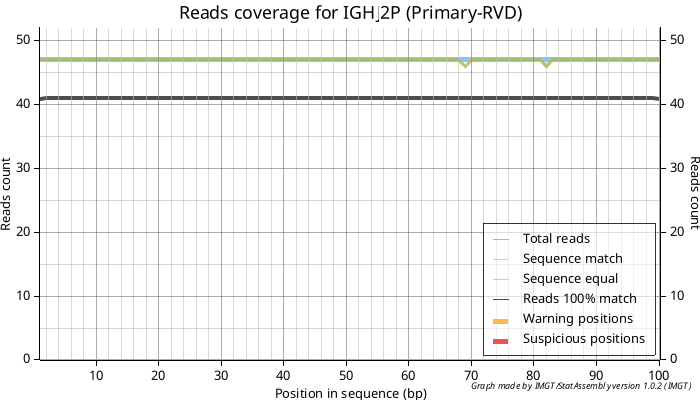 Reads coverage for IGHJ2P (Primary-RVD)
50
40
30
20
10
0
50
40
30
20
10
0
Reads count
Reads count
Total reads
Sequence match
Sequence equal
Reads 100% match
Warning positions
Suspicious positions
10 20 30 40 50 60 70 80 90 100
Position in sequence (bp)
Graph made by IMGT/StatAssembly version 1.0.2 (IMGT)